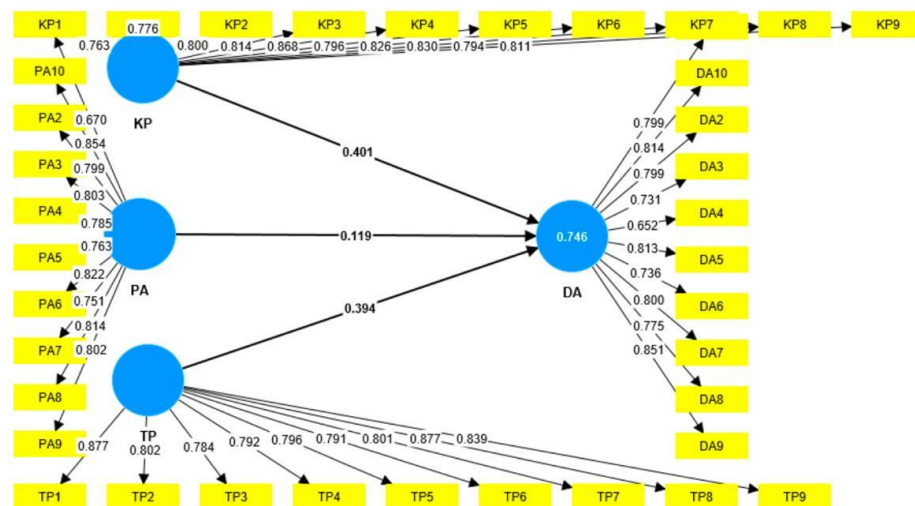 KP1 KP2 KP3 KP4 KP5 KP6 KP7 KP8 KP9
0.776
0.763 0.800 0.814 0.868 0.796 0.826 0.830 0.794 0.811
PA10 DA10
KP
0.670 0.799
PA2 DA2
0.854 0.814
0.401
PA3 0.799 0.799 DA3
0.803 0.731
PA4 0.785 0.652 DA4
0.119 0.746
0.763 0.813
PA5 DA5
0.822 0.736
PA DA
PA6 0.751 0.800 DA6
0.394
0.814 0.775
PA7 0.802 0.851 DA7
PA8 DA8
TP
PA9 0.877 0.802 0.784 0.792 0.796 0.791 0.801 0.877 0.839 DA9
TP1 TP2 TP3 TP4 TP5 TP6 TP7 TP8 TP9